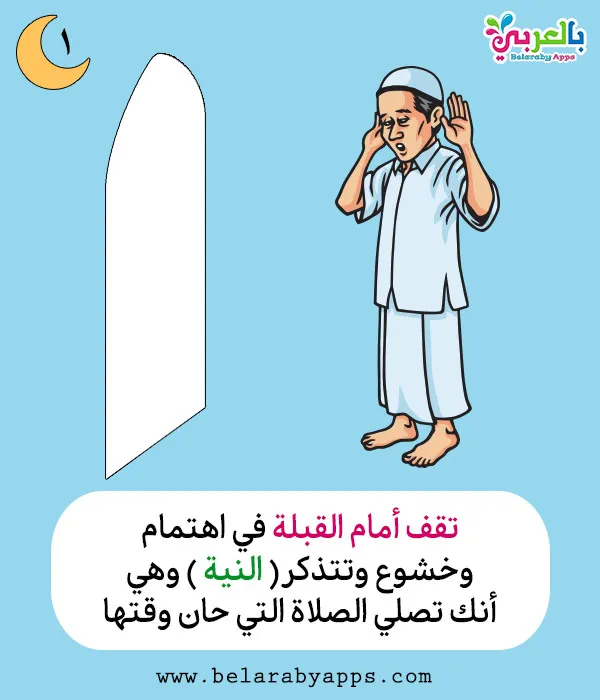 ١
بالعربي
Belaraby Apps
تقف أمام القبلة في اهتمام
وخشوع وتتذكر ( النية ) وهي
أنك تصلي الصلاة التي حان وقتها
www.belarabyapps.com